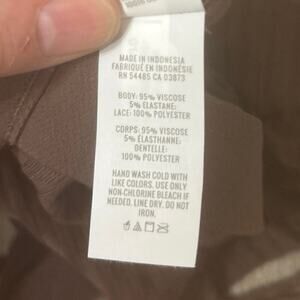 MADE IN INDONESIA
FABRIQUÉ EN INDONÉSIE
RN 54485 CA 03873
BODY: 95% VISCOSE
5% ELASTANE:
LACE: 100% POLYESTER
CORPS: 95% VISCOSE
5% ÉLASTHANNE:
DENTELLE:
100% POLYESTER
HAND WASH COLD WITH
LIKE COLORS. USE ONLY
NON-CHLORINE BLEACH IF
NEEDED. LINE DRY. DO NOT
IRON.